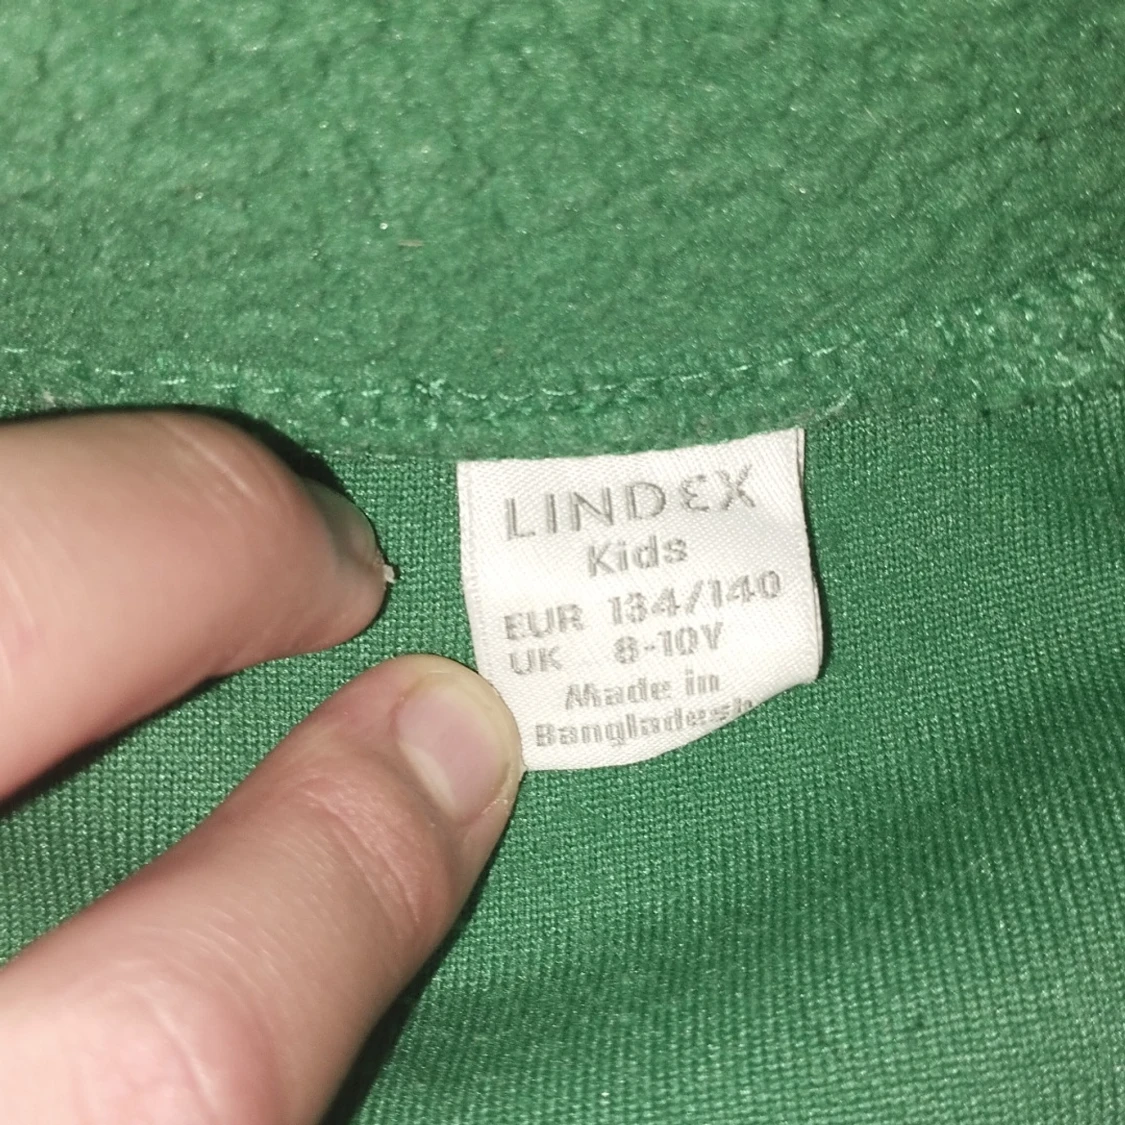 LINDEX
Kids
EUR 134/140
UK 8-10Y
Made in
Bangladesh